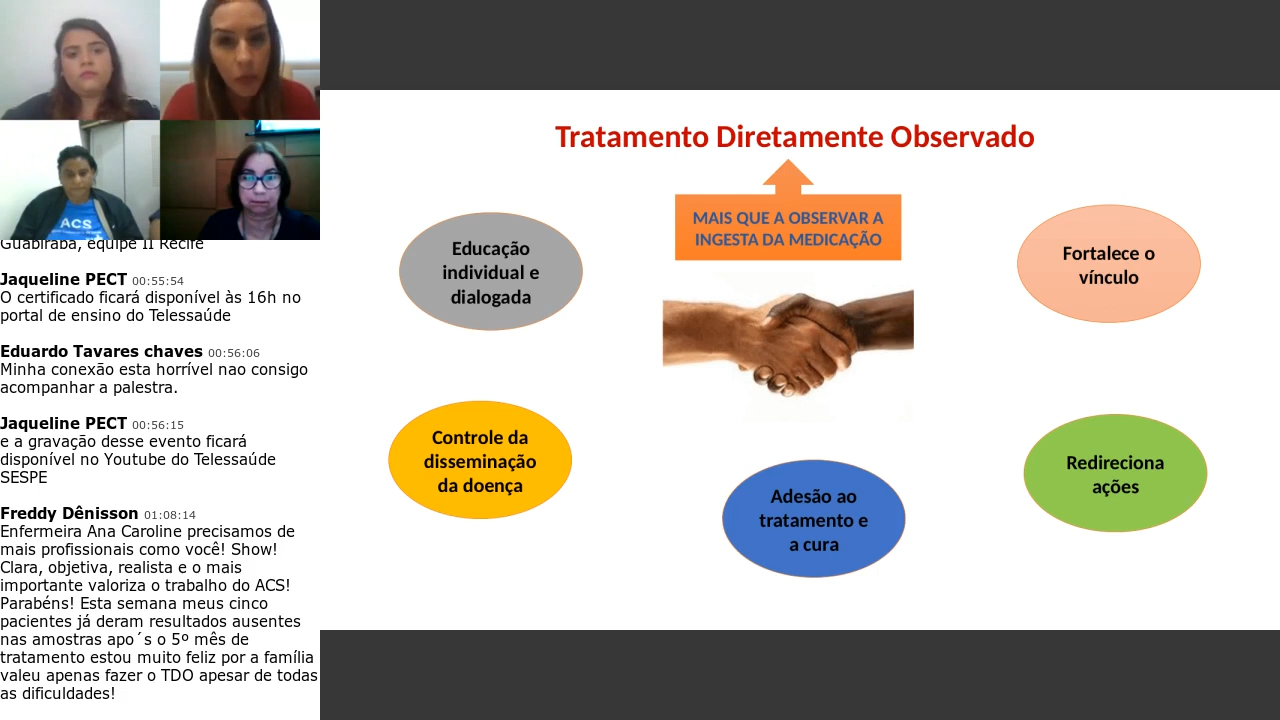 ACS
Guabiraba, equipe II Recife
Jaqueline PECT 00:55:54
O certificado ficará disponível às 16h no
portal de ensino do Telessaúde
Eduardo Tavares chaves 00:56:06
Minha conexão esta horrível nao consigo
acompanhar a palestra.
Jaqueline PECT 00:56:15
e a gravação desse evento ficará
disponível no Youtube do Telessaúde
SESPE
Freddy Dênisson 01:08:14
Enfermeira Ana Caroline precisamos de
mais profissionais como você! Show!
Clara, objetiva, realista e o mais
importante valoriza o trabalho do ACS!
Parabéns! Esta semana meus cinco
pacientes já deram resultados ausentes
nas amostras apo´s o 5º mês de
tratamento estou muito feliz por a família
valeu apenas fazer o TDO apesar de todas
as dificuldades!
Tratamento Diretamente Observado
MAIS QUE A OBSERVAR A
INGESTA DA MEDICAÇÃO
Educação
individual e
dialogada
Fortalece o
vínculo
Controle da
disseminação
da doença
Adesão ao
tratamento e
a cura
Redireciona
ações